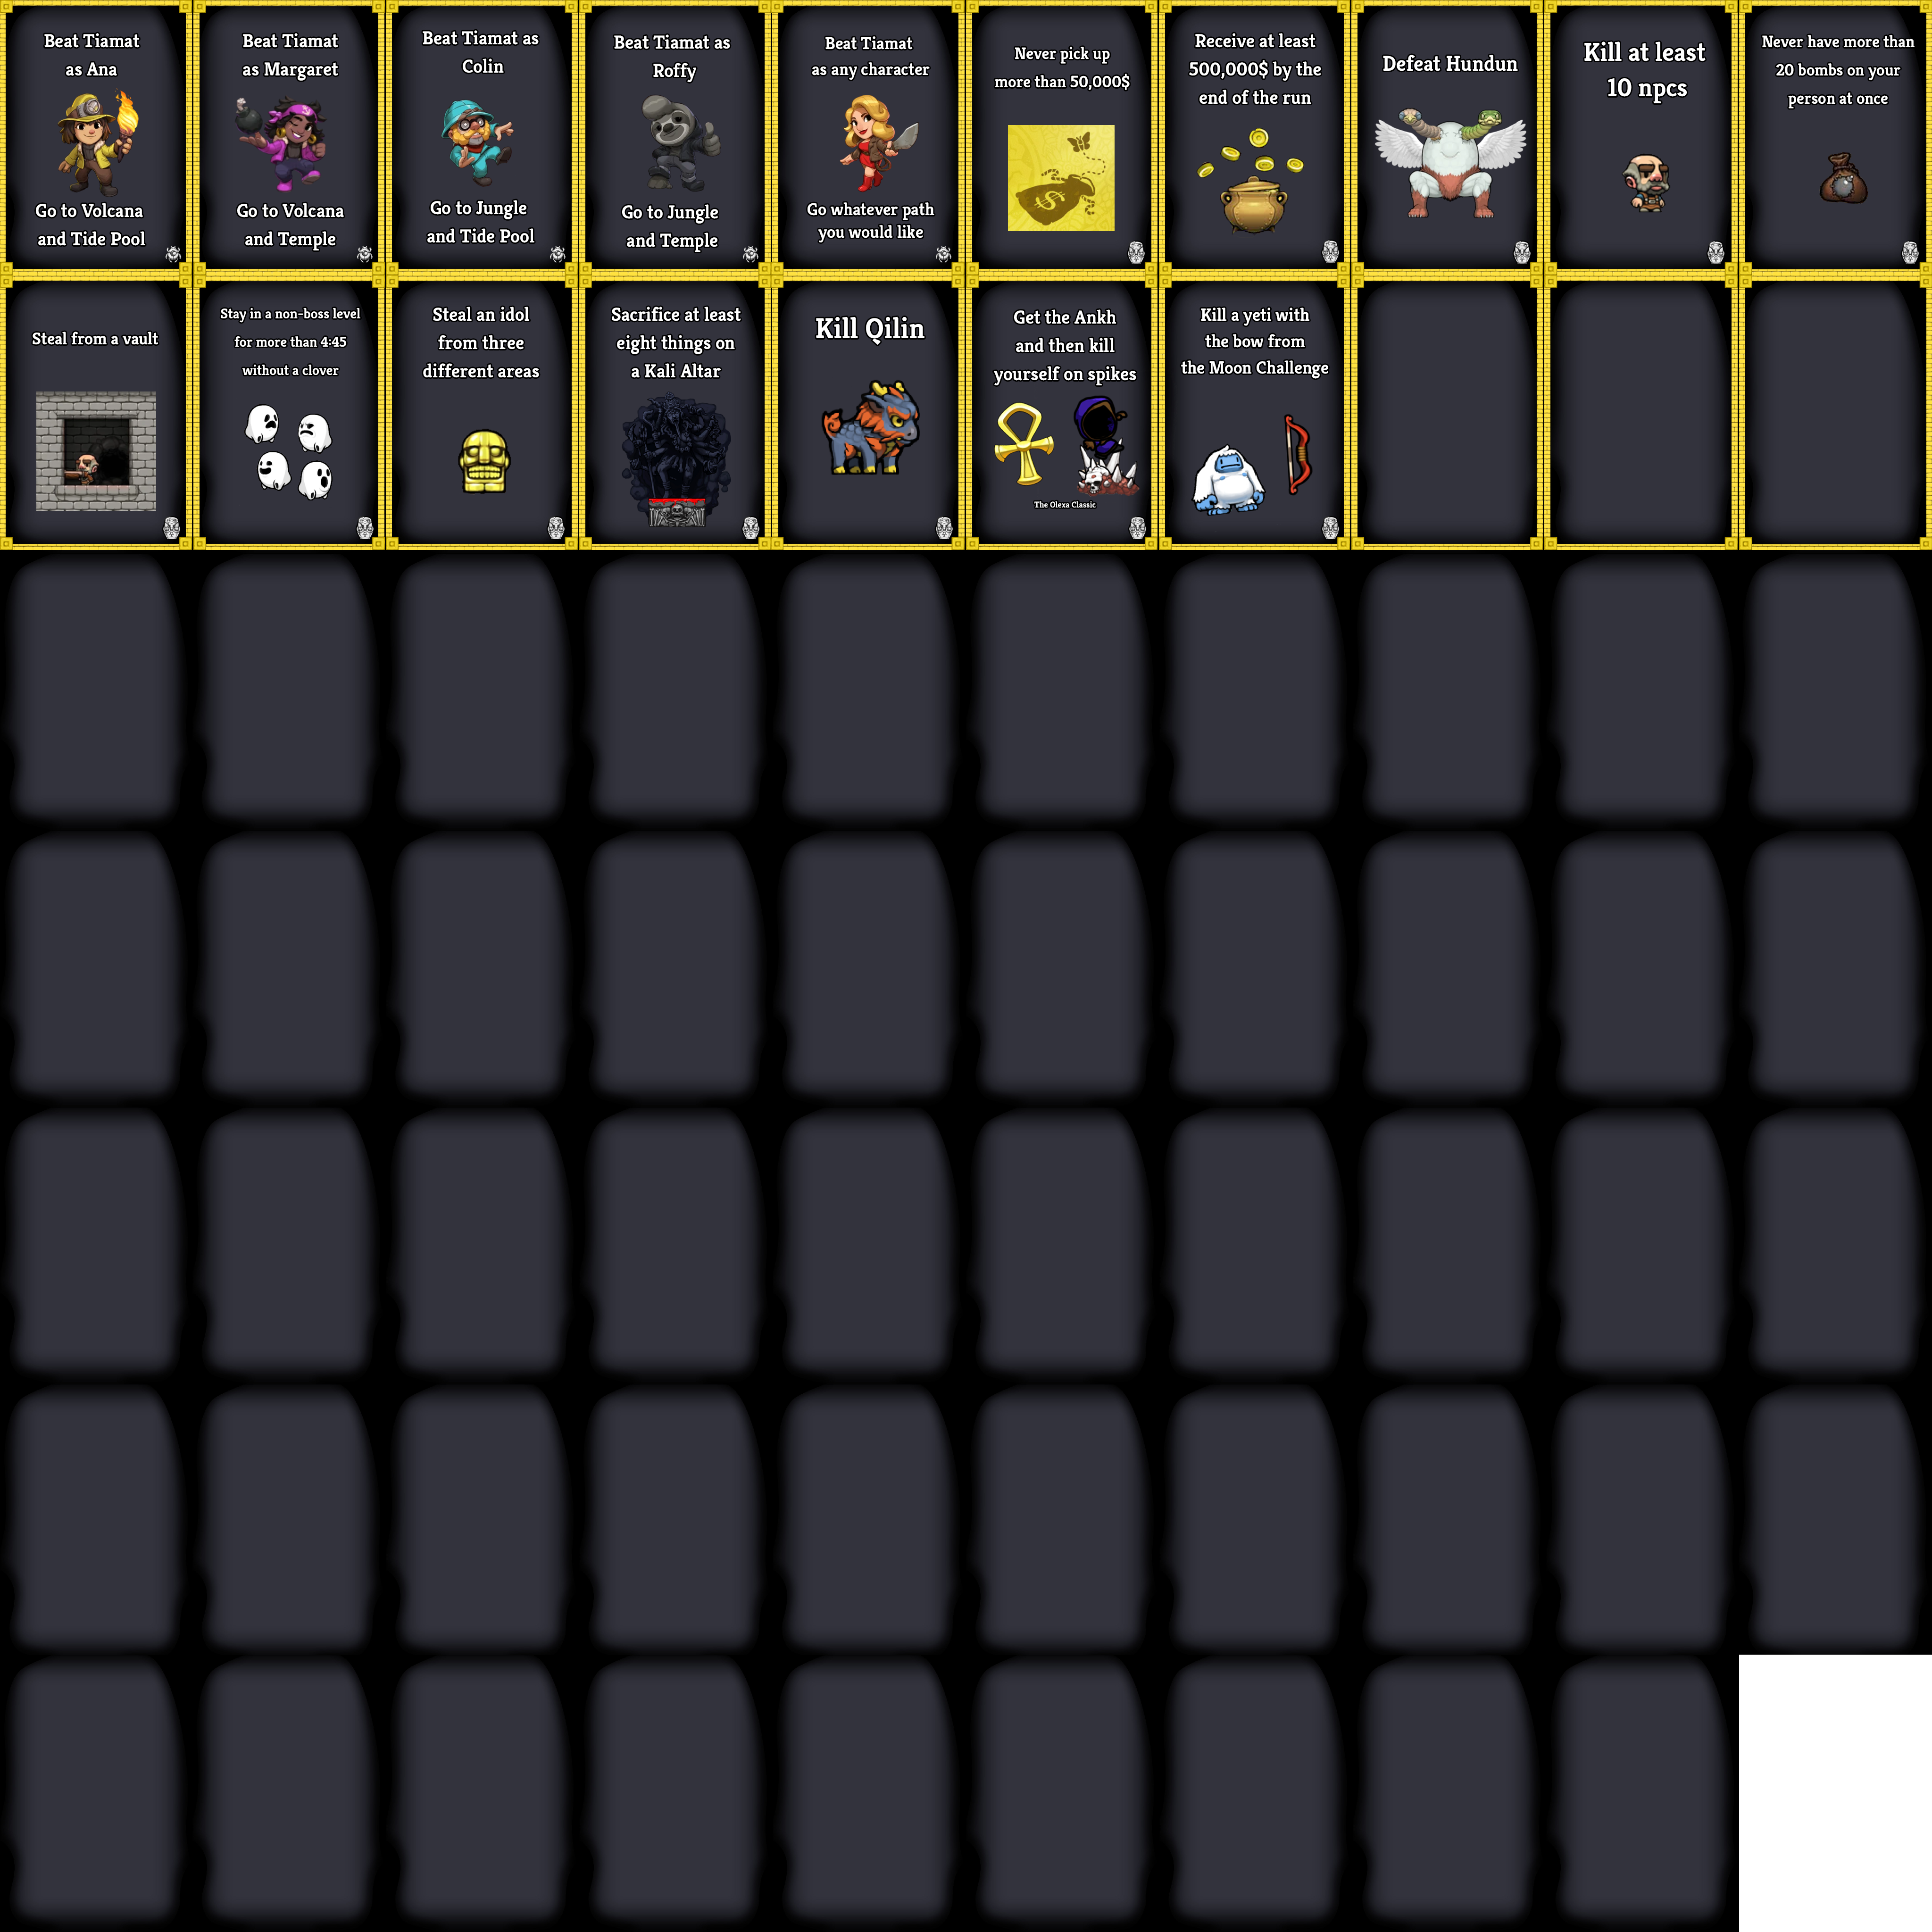 Beat Tiamat
as Ana
Go to Volcana
and Tide Pool
Beat Tiamat
as Margaret
Go to Volcana
and Temple
Beat Tiamat as
Colin
Go to Jungle
and Tide Pool
Beat Tiamat as
Roffy
Go to Jungle
and Temple
Beat Tiamat
as any character
Go whatever path
you would like
Never pick up
more than 50,000$
$
Receive at least
500,000$ by the
end of the run
Defeat Hundun
Kill at least
10 npcs
Never have more than
20 bombs on your
person at once
Steal from a vault
Stay in a non-boss level
for more than 4:45
without a clover
Steal an idol
from three
different areas
Sacrifice at least
eight things on
a Kali Altar
Kill Qilin
Get the Ankh
and then kill
yourself on spikes
The Olexa Classic
Kill a yeti with
the bow from
the Moon Challenge